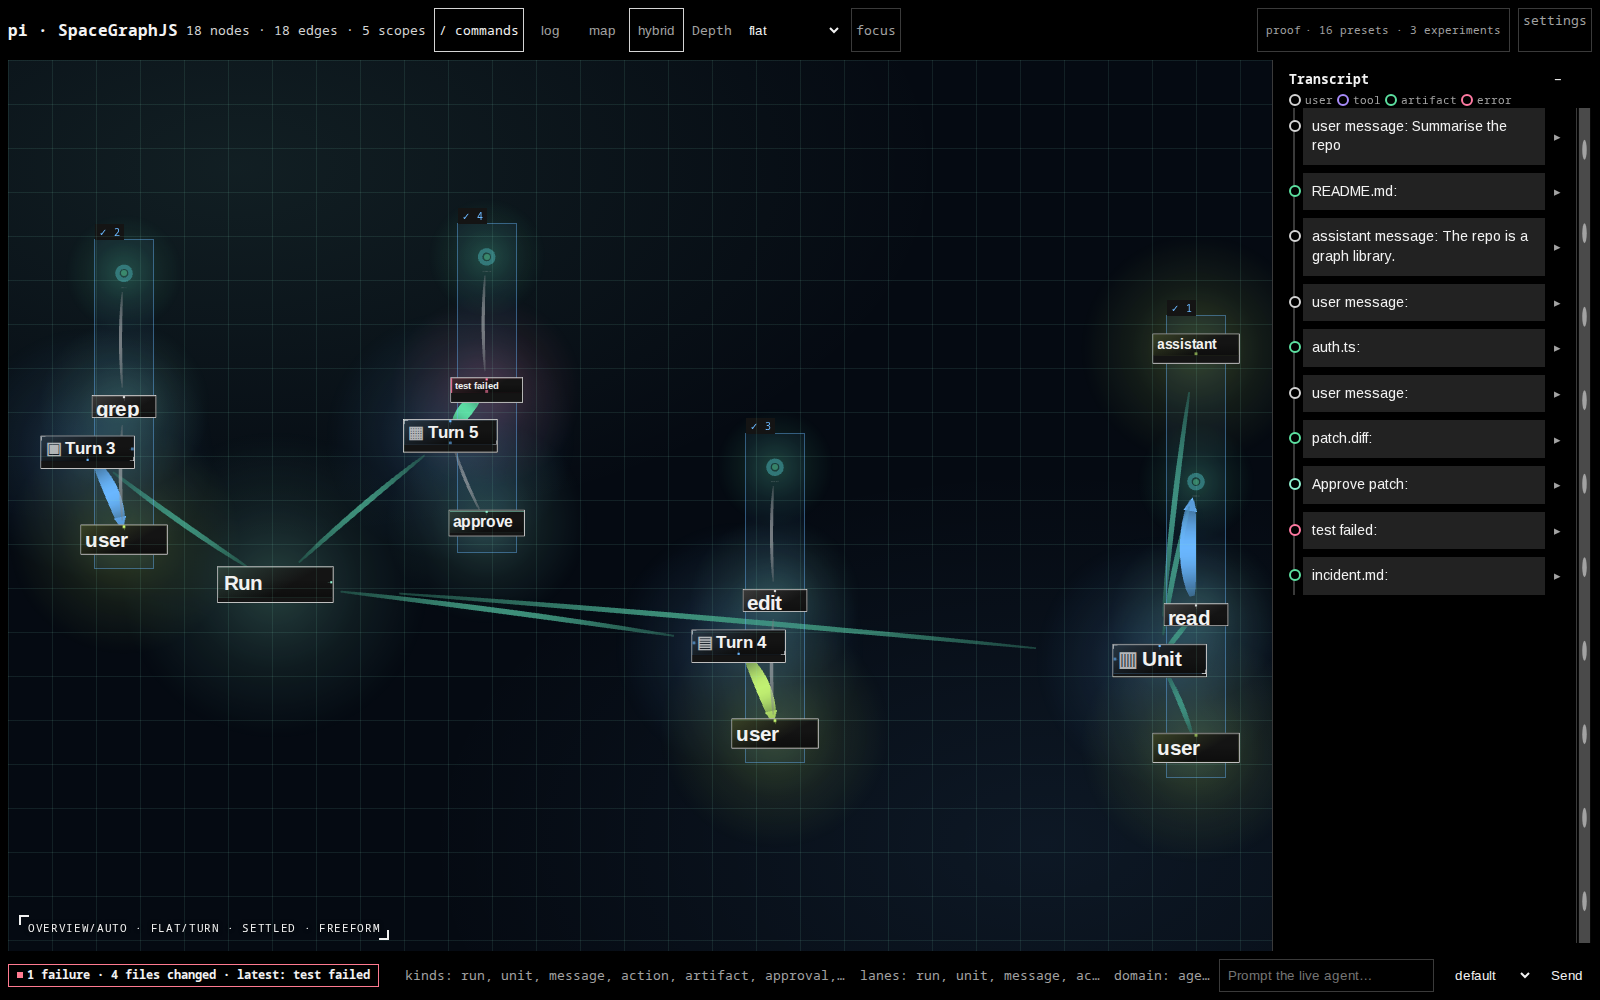 pi · SpaceGraphJS 18 nodes · 18 edges · 5 scopes / commands log map hybrid Depth flat focus proof · 16 presets · 3 experiments settings
Transcript –
user tool artifact error
user message: Summarise the
repo
README.md:
assistant message: The repo is a
graph library.
user message:
auth.ts:
user message:
patch.diff:
Approve patch:
test failed:
incident.md:
✓ 2
grep
Turn 3
user
Run
✓ 4
test failed
Turn 5
approve
✓ 3
edit
Turn 4
user
✓ 1
assistant
read
Unit
user
OVERVIEW/AUTO · FLAT/TURN · SETTLED · FREEFORM
1 failure · 4 files changed · latest: test failed kinds: run, unit, message, action, artifact, approval,… lanes: run, unit, message, ac… domain: age… Prompt the live agent… default Send